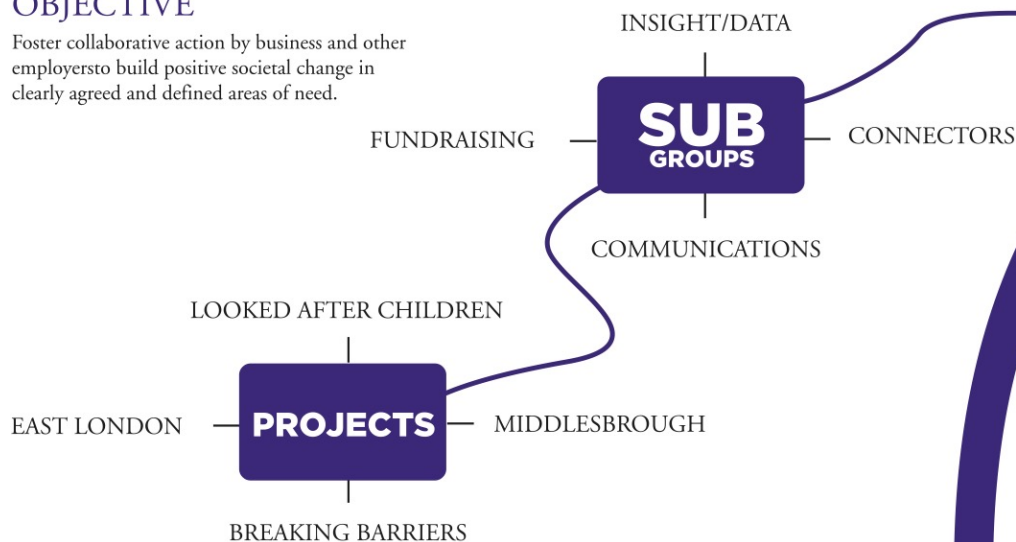 OBJECTIVE
Foster collaborative action by business and other
employersto build positive societal change in
clearly agreed and defined areas of need.
INSIGHT/DATA
FUNDRAISING
SUB
GROUPS
CONNECTORS
COMMUNICATIONS
LOOKED AFTER CHILDREN
EAST LONDON
PROJECTS
MIDDLESBROUGH
BREAKING BARRIERS